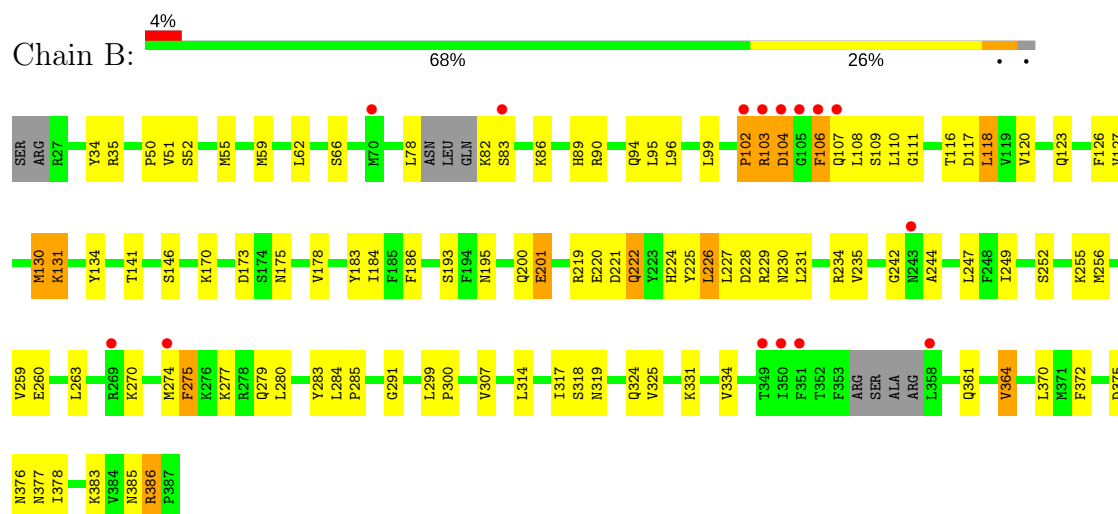 4%
Chain B:
68% 26% • •
SER ARG R27 Y34 R35 P50 V51 S52 M55 M59 L62 S66 M70 L78 ASN LEU GLN K82 S83 K86 H89 R90 Q94 L95 L96 L99 P102 R103 D104 G105 F106 Q107 L108 S109 L110 G111 T116 D117 L118 V119 V120 Q123 F126 V127
M130 K131 Y134 T141 S146 K170 D173 S174 N175 V178 Y183 I184 F185 F186 S193 F194 N195 Q200 E201 R219 E220 D221 Q222 Y223 H224 Y225 L226 L227 D228 R229 N230 L231 R234 V235 G242 N243 A244 L247 F248 I249 S252 K255 M256
V259 E260 L263 R269 K270 M274 F275 K276 K277 R278 Q279 L280 Y283 L284 P285 G291 L299 P300 V307 L314 I317 S318 N319 Q324 V325 K331 V334 T349 I350 F351 T352 F353 ARG SER ALA ARG L358 Q361 V364 L370 M371 F372 D375
N376 N377 I378 K383 V384 N385 R386 P387